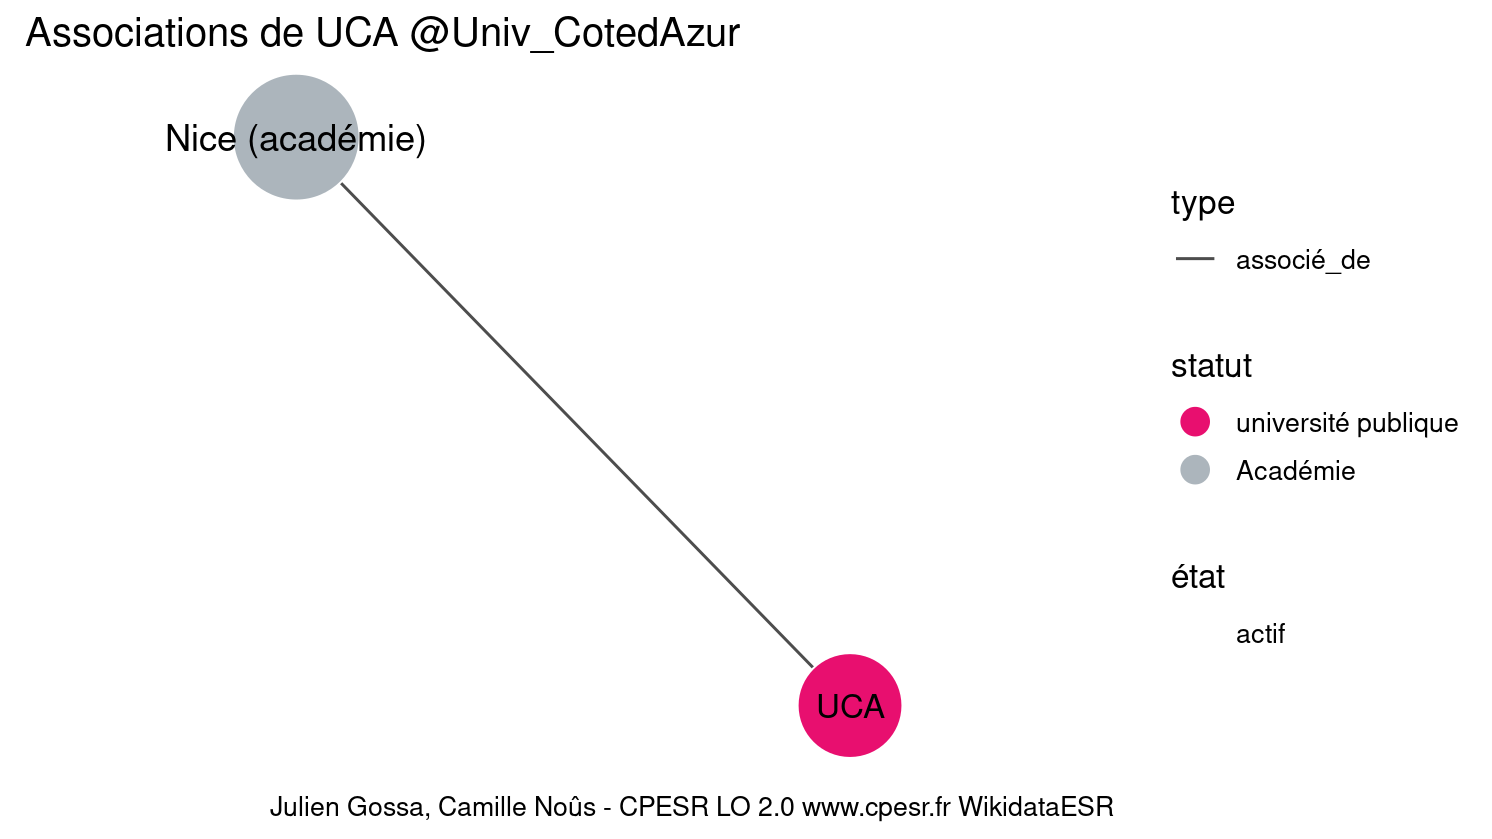 Associations de UCA @Univ_CotedAzur
Nice (académie)
UCA
type
associé_de
statut
université publique
Académie
état
actif
Julien Gossa, Camille Noûs - CPESR LO 2.0 www.cpesr.fr WikidataESR